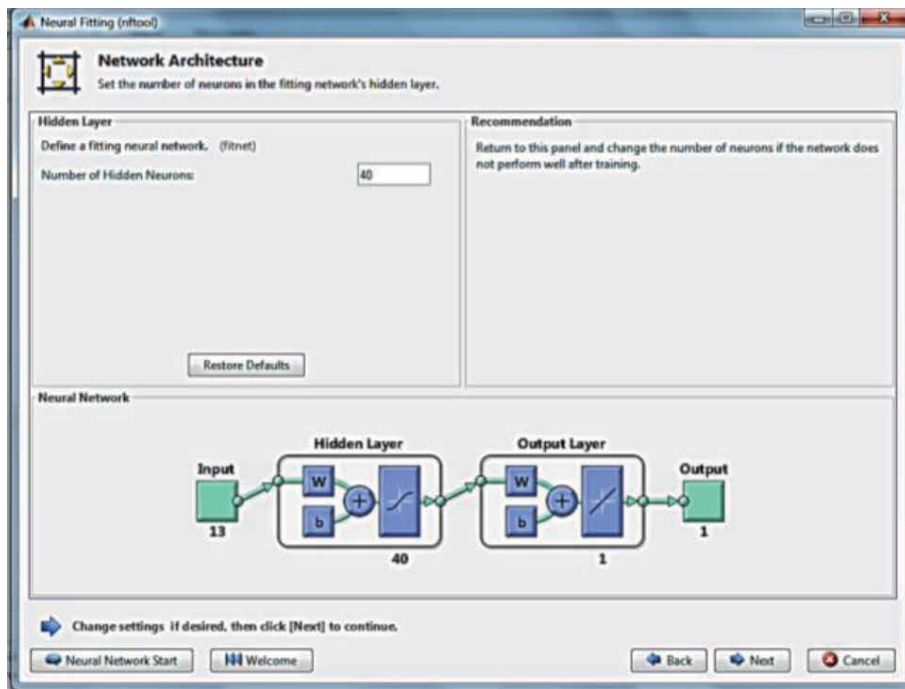 Neural Fitting (nftool)
Network Architecture
Set the number of neurons in the fitting network's hidden layer.
Hidden Layer
Define a fitting neural network. (fitnet)
Number of Hidden Neurons:
40
Restore Defaults
Recommendation
Return to this panel and change the number of neurons if the network does
not perform well after training.
Neural Network
Hidden Layer
Output Layer
Input
Output
W
b
W
b
13
40
1
1
Change settings if desired, then click [Next] to continue.
Neural Network Start
Welcome
Back
Next
Cancel